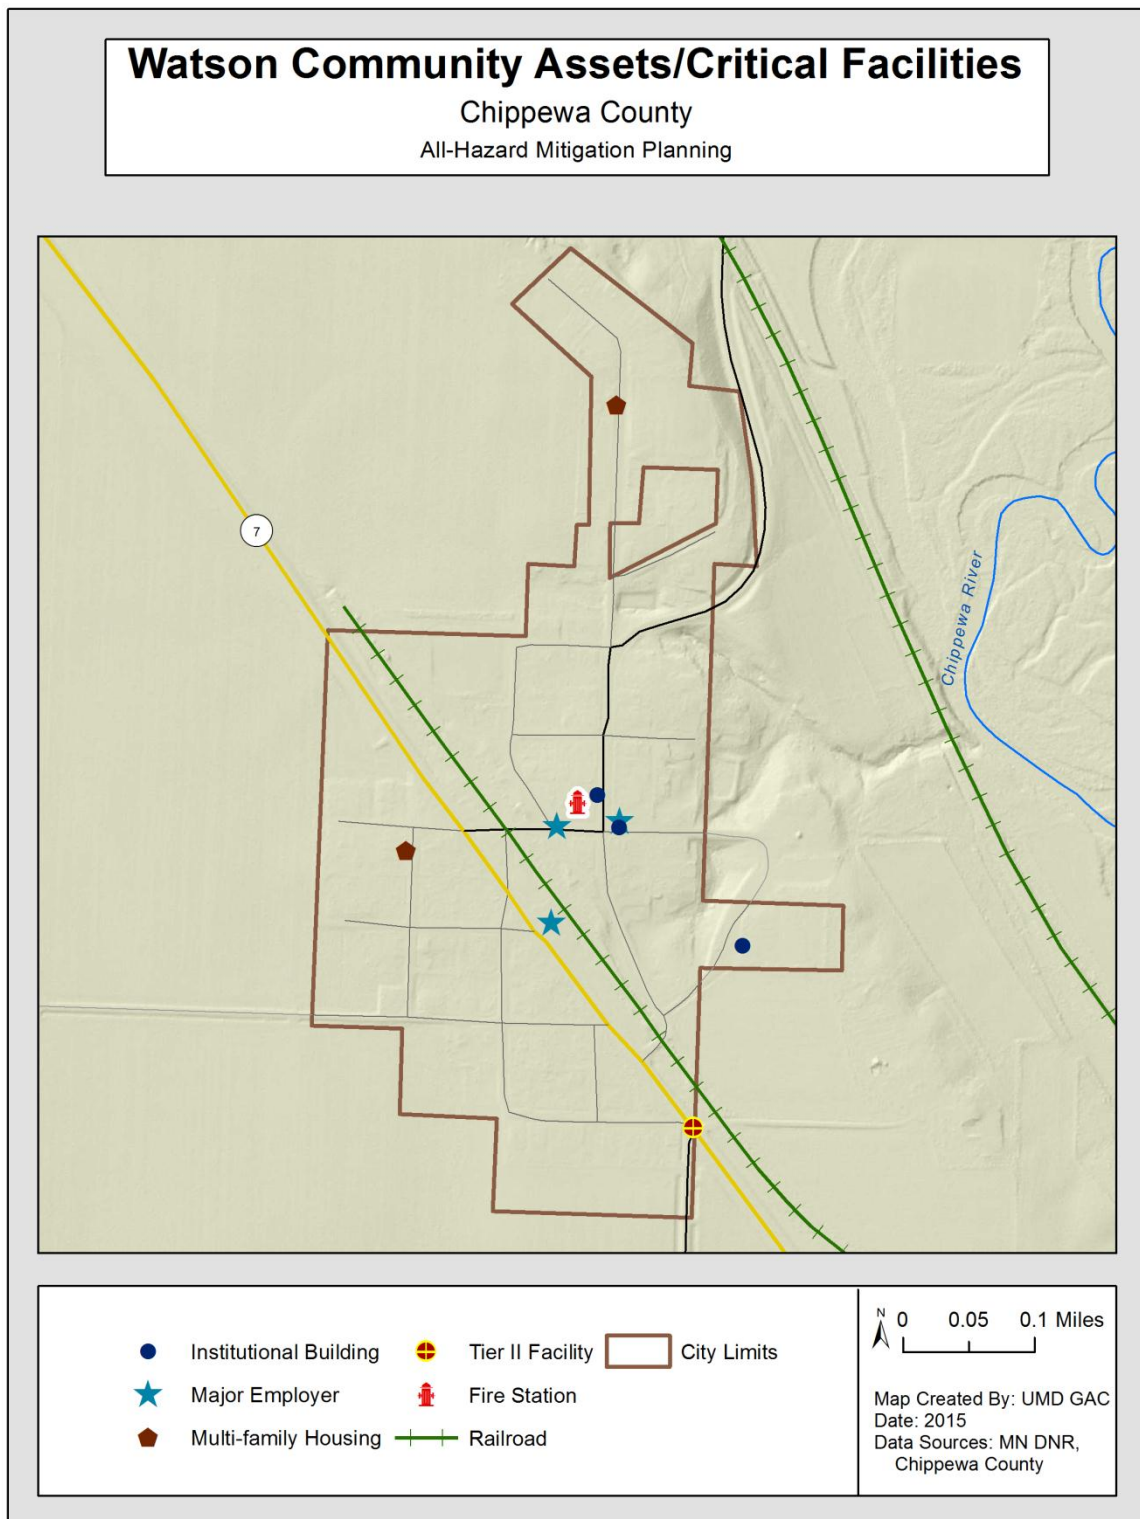 Watson Community Assets/Critical Facilities
Chippewa County
All-Hazard Mitigation Planning
7
Chippewa River
Institutional Building
Major Employer
Multi-family Housing
Tier II Facility
Fire Station
Railroad
City Limits
N
0 0.05 0.1 Miles
Map Created By: UMD GAC
Date: 2015
Data Sources: MN DNR,
Chippewa County